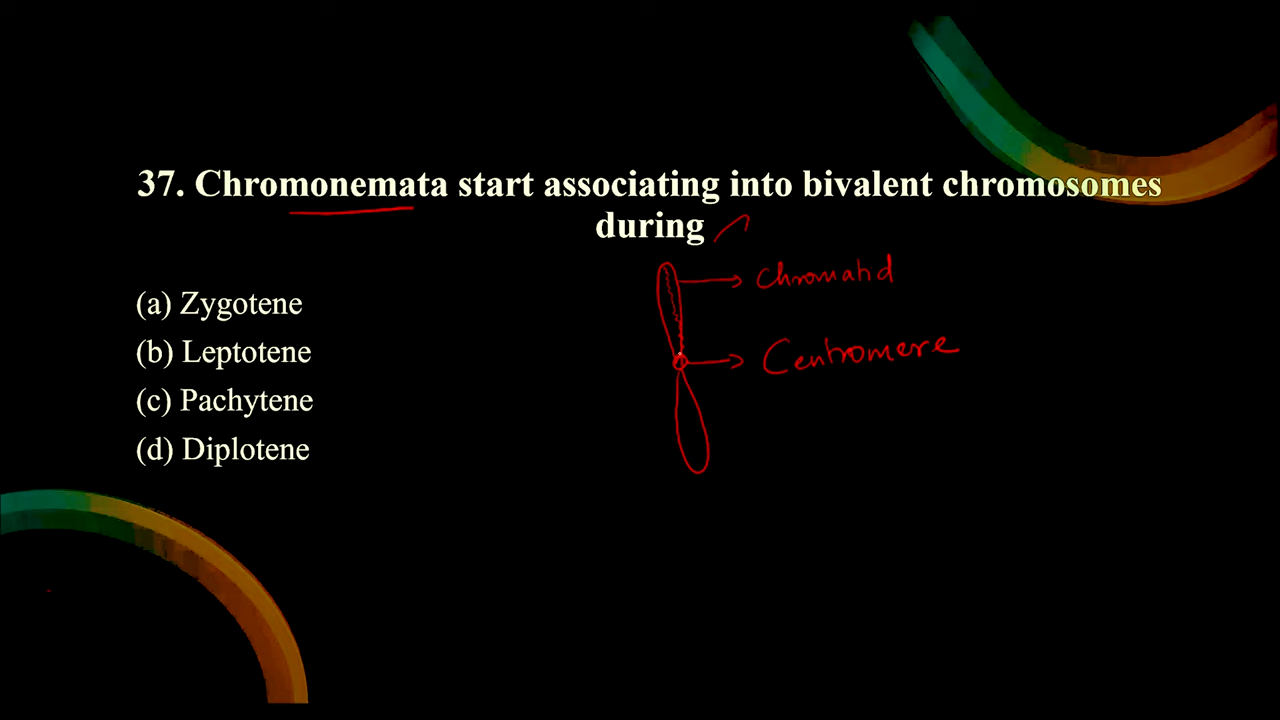 37. Chromonemata start associating into bivalent chromosomes
during
Chromatid
(a) Zygotene
Centromere
(b) Leptotene
(c) Pachytene
(d) Diplotene